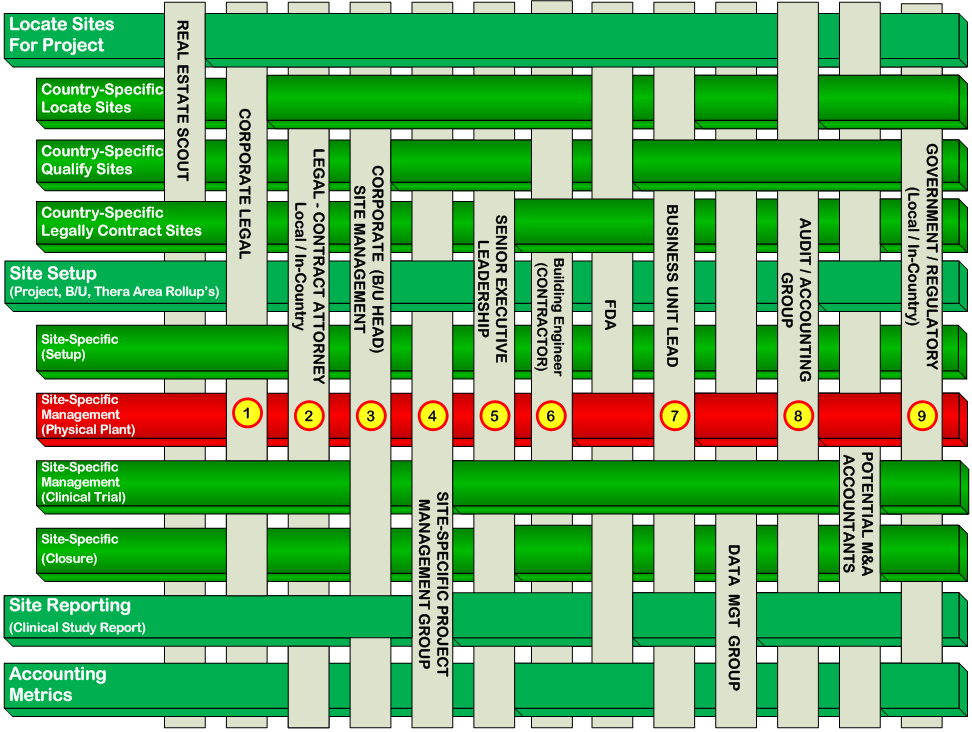 Locate Sites
For Project
Country-Specific
Locate Sites
Country-Specific
Qualify Sites
Country-Specific
Legally Contract Sites
Site Setup
(Project, B/U, Thera Area Rollup's)
Site-Specific
(Setup)
Site-Specific
Management
(Physical Plant)
Site-Specific
Management
(Clinical Trial)
Site-Specific
(Closure)
Site Reporting
(Clinical Study Report)
Accounting
Metrics
REAL ESTATE SCOUT
CORPORATE LEGAL
LEGAL - CONTRACT ATTORNEY
Local / In-Country
CORPORATE (B/U HEAD)
SITE MANAGEMENT
SITE-SPECIFIC PROJECT
MANAGEMENT GROUP
SENIOR EXECUTIVE
LEADERSHIP
Building Engineer
(CONTRACTOR)
FDA
BUSINESS UNIT LEAD
DATA MGT GROUP
AUDIT / ACCOUNTING
GROUP
POTENTIAL M&A
ACCOUNTANTS
GOVERNMENT / REGULATORY
(Local / In-Country)
1
2
3
4
5
6
7
8
9